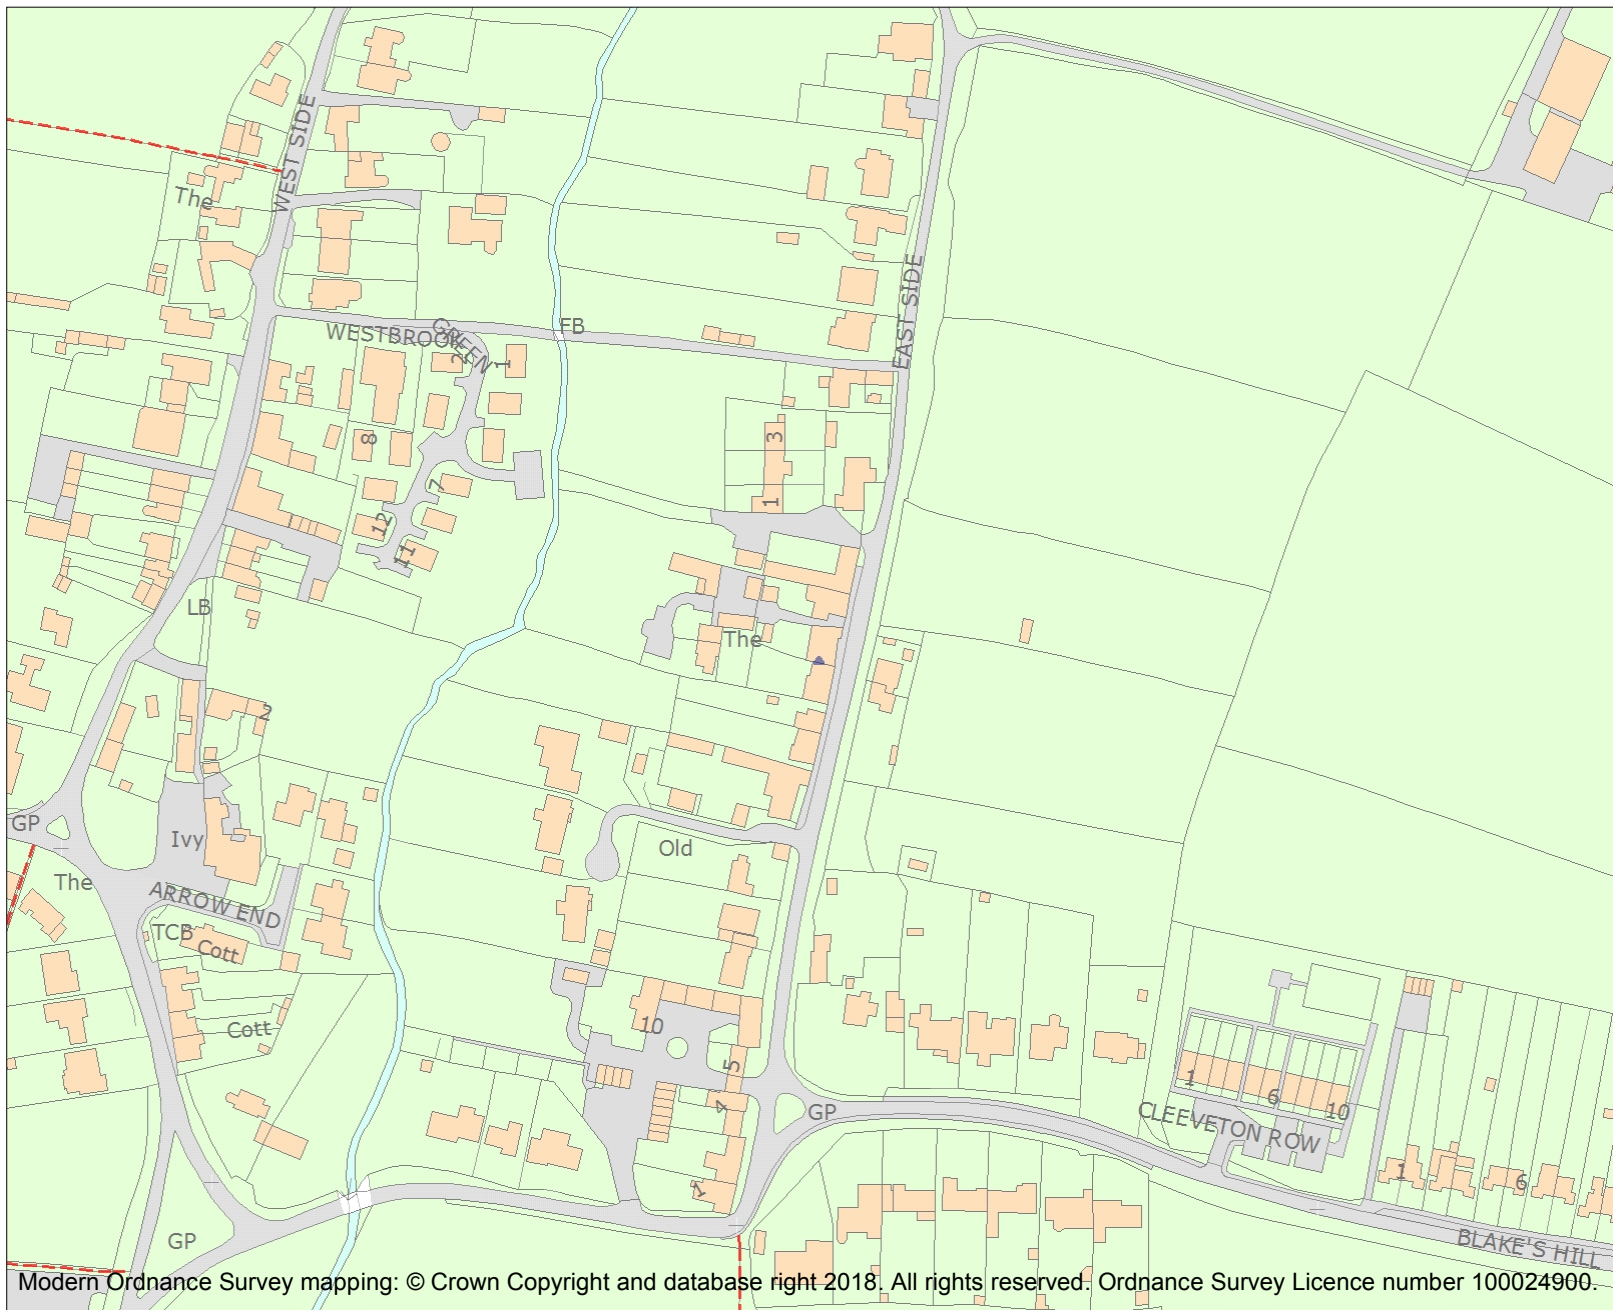 WEST SIDE
The
EAST SIDE
FB
WESTBROOK
GREEN
2
1
8
3
7
1
12
11
LB
The
2
GP
Ivy
Old
The
ARROW END
TCB
Cott
10
Cott
5
1
6
4
GP
10
CLEEVETON ROW
1
6
1
GP
BLAKE'S HILL
Modern Ordnance Survey mapping: © Crown Copyright and database right 2018. All rights reserved. Ordnance Survey Licence number 100024900.